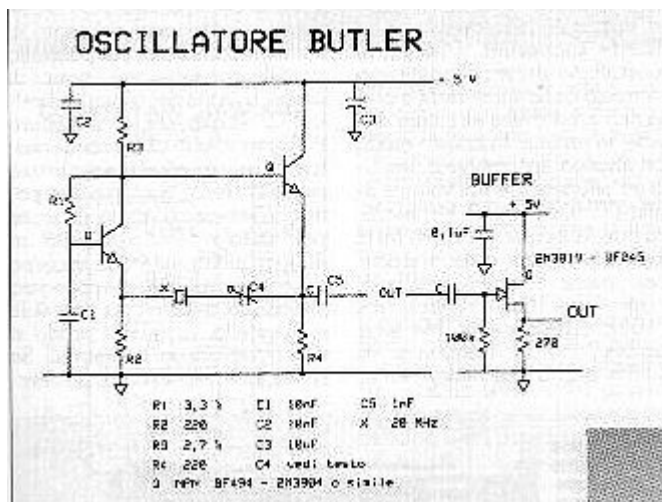 OSCILLATORE BUTLER
+ 5 V
C2
C3
R3
Q
BUFFER
+ 5V
R1
0,1uF
2N3819 - BF245
Q
X
C4
C5
OUT
C
OUT
C1
R2
R4
100k
270
R1 3,3 k C1 10nF C5 1nF
R2 220 C2 10nF X 20 MHz
R3 2,7 k C3 10uF
R4 220 C4 vedi testo
Q NPN BF494 - 2N3904 o simile